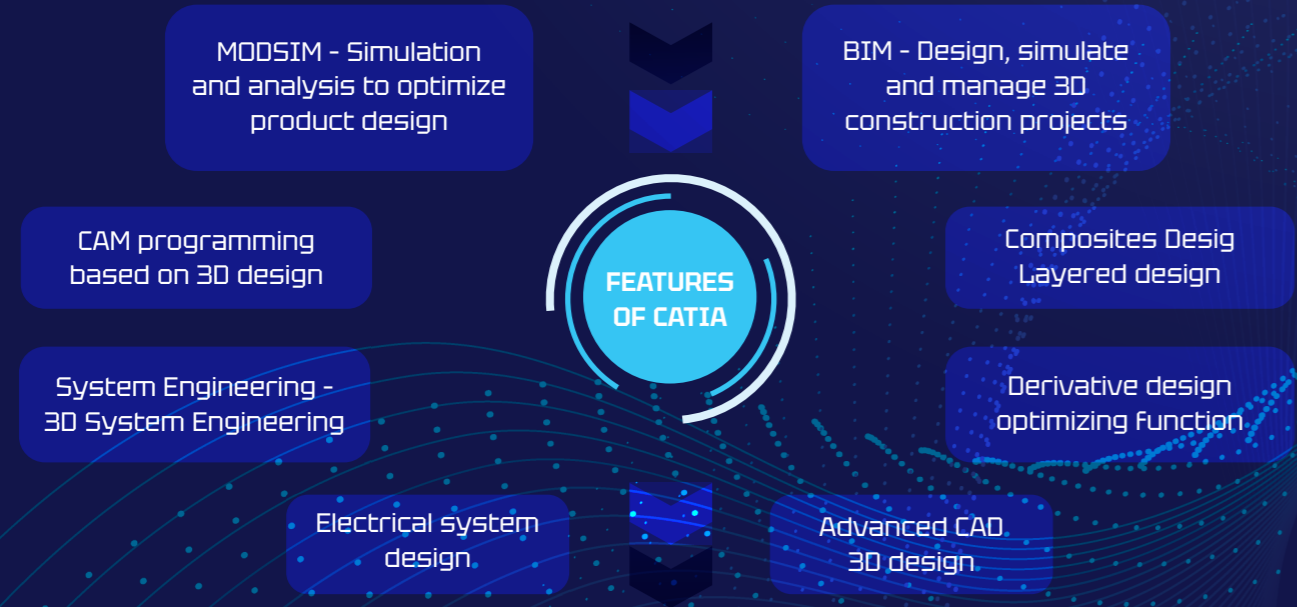 MODSIM - Simulation
and analysis to optimize
product design
BIM - Design, simulate
and manage 3D
construction projects
CAM programming
based on 3D design
FEATURES
OF CATIA
Composites Desig
Layered design
System Engineering -
3D System Engineering
Derivative design
optimizing function
Electrical system
design
Advanced CAD
3D design